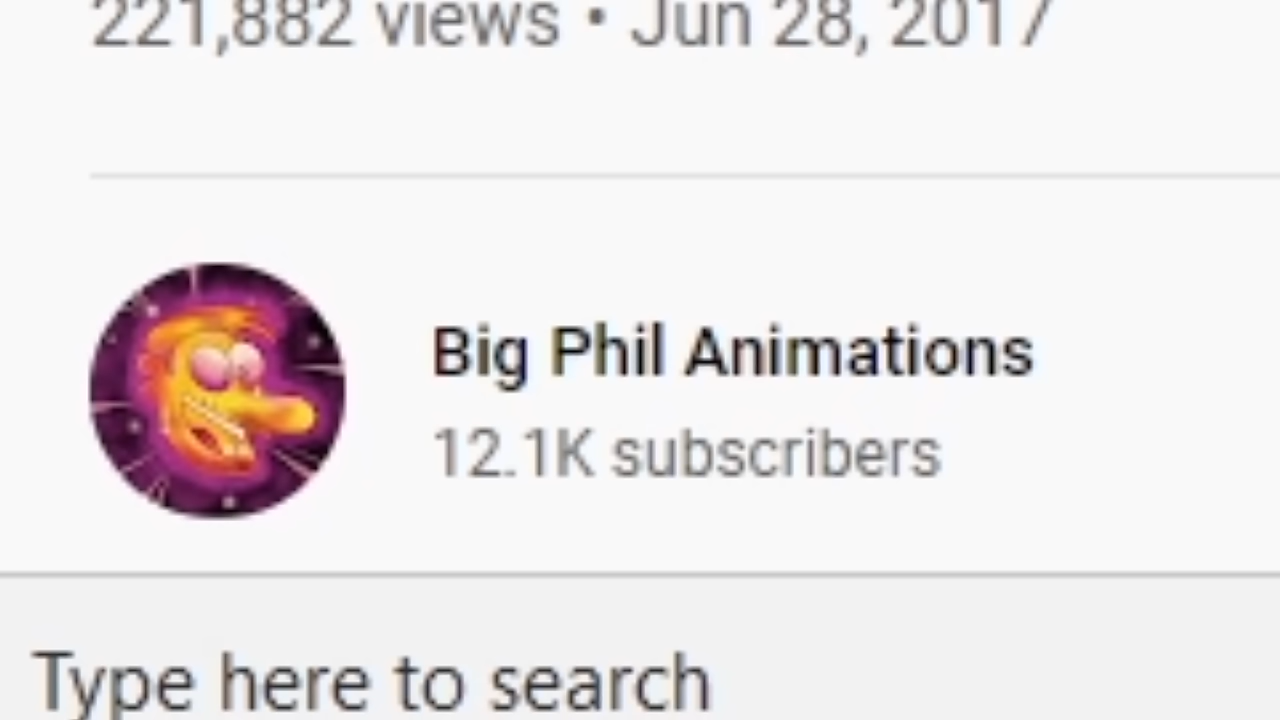 221,882 views • Jun 28, 2017
Big Phil Animations
12.1K subscribers
Type here to search